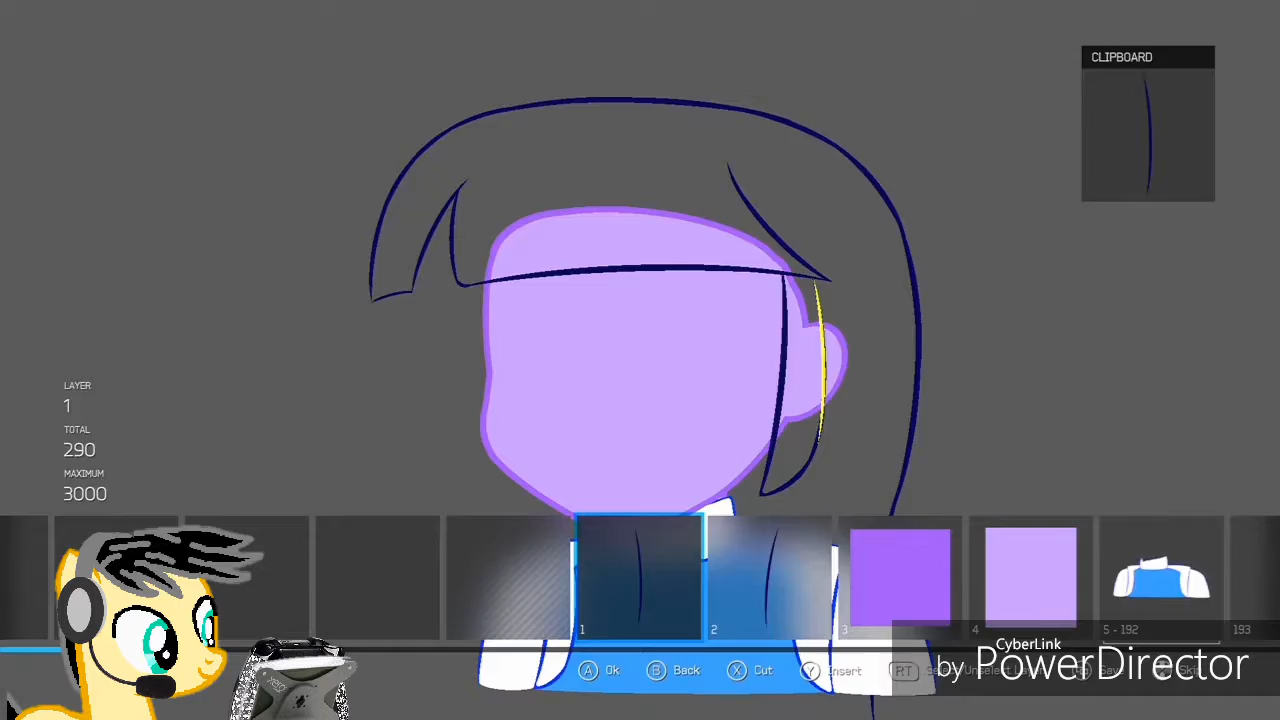 CLIPBOARD
LAYER
1
TOTAL
290
MAXIMUM
3000
1
2
3
4
5 - 192
193
A Ok
B Back
X Cut
Y Insert
RT
CyberLink
by PowerDirector